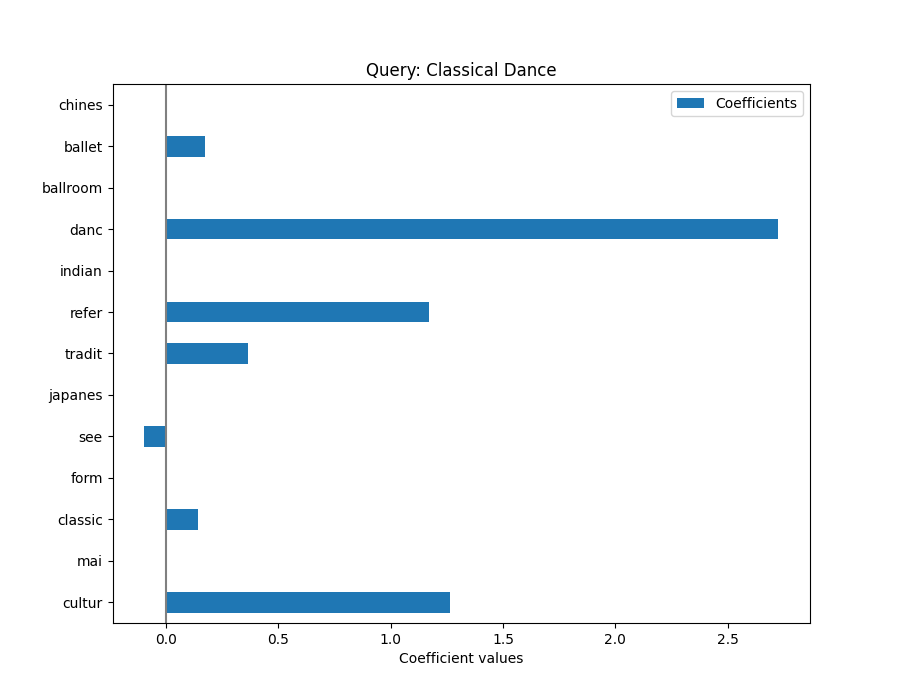 Query: Classical Dance
Coefficients
chines
ballet
ballroom
danc
indian
refer
tradit
japanes
see
form
classic
mai
cultur
0.0 0.5 1.0 1.5 2.0 2.5
Coefficient values